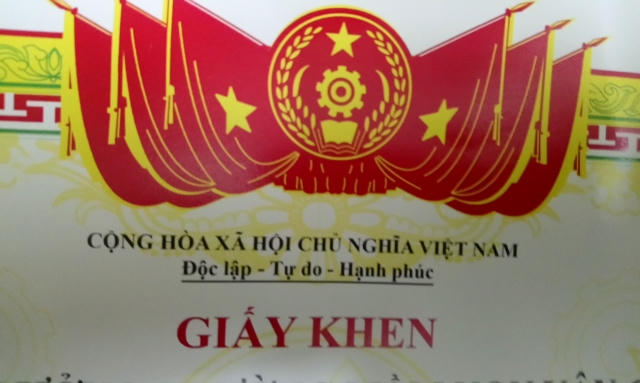 CỘNG HÒA XÃ HỘI CHỦ NGHĨA VIỆT NAM
Độc lập - Tự do - Hạnh phúc
GIẤY KHEN